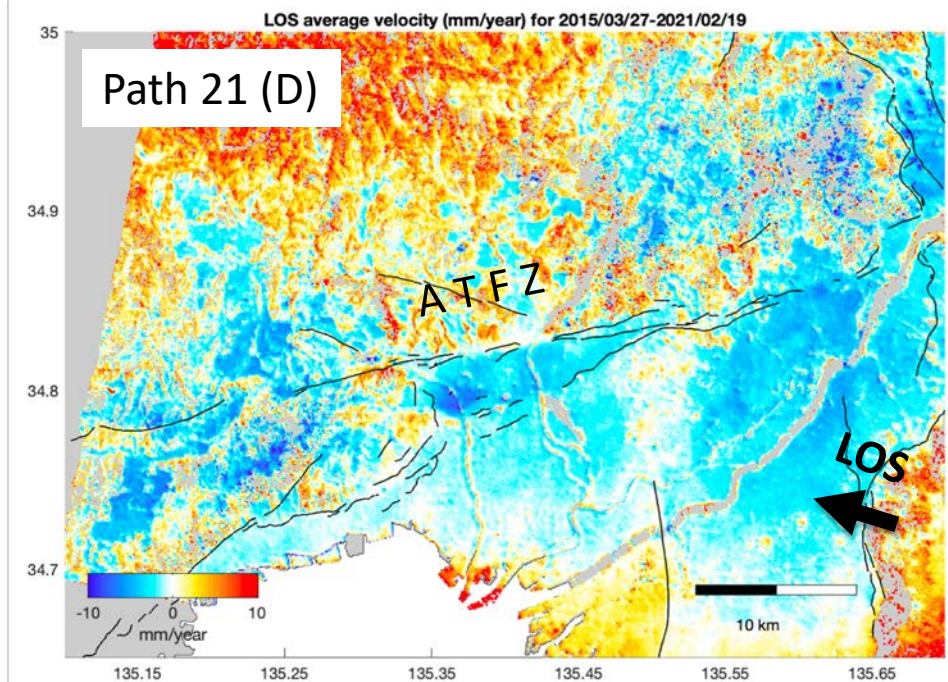 LOS average velocity (mm/year) for 2015/03/27-2021/02/19
35
Path 21 (D)
34.9
A T F Z
34.8
LOS
34.7
-10 0 10
mm/year
10 km
135.15 135.25 135.35 135.45 135.55 135.65